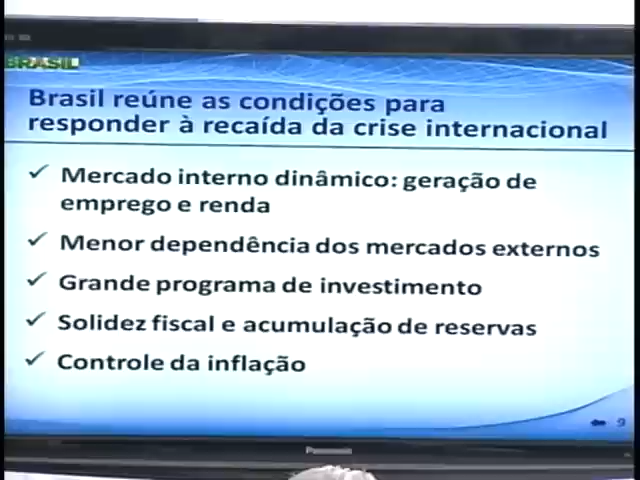 BRASIL
Brasil reúne as condições para
responder à recaída da crise internacional
✓ Mercado interno dinâmico: geração de
emprego e renda
✓ Menor dependência dos mercados externos
✓ Grande programa de investimento
✓ Solidez fiscal e acumulação de reservas
✓ Controle da inflação
9
Panasonic